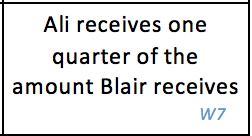 Ali receives one
quarter of the
amount Blair receives
W7